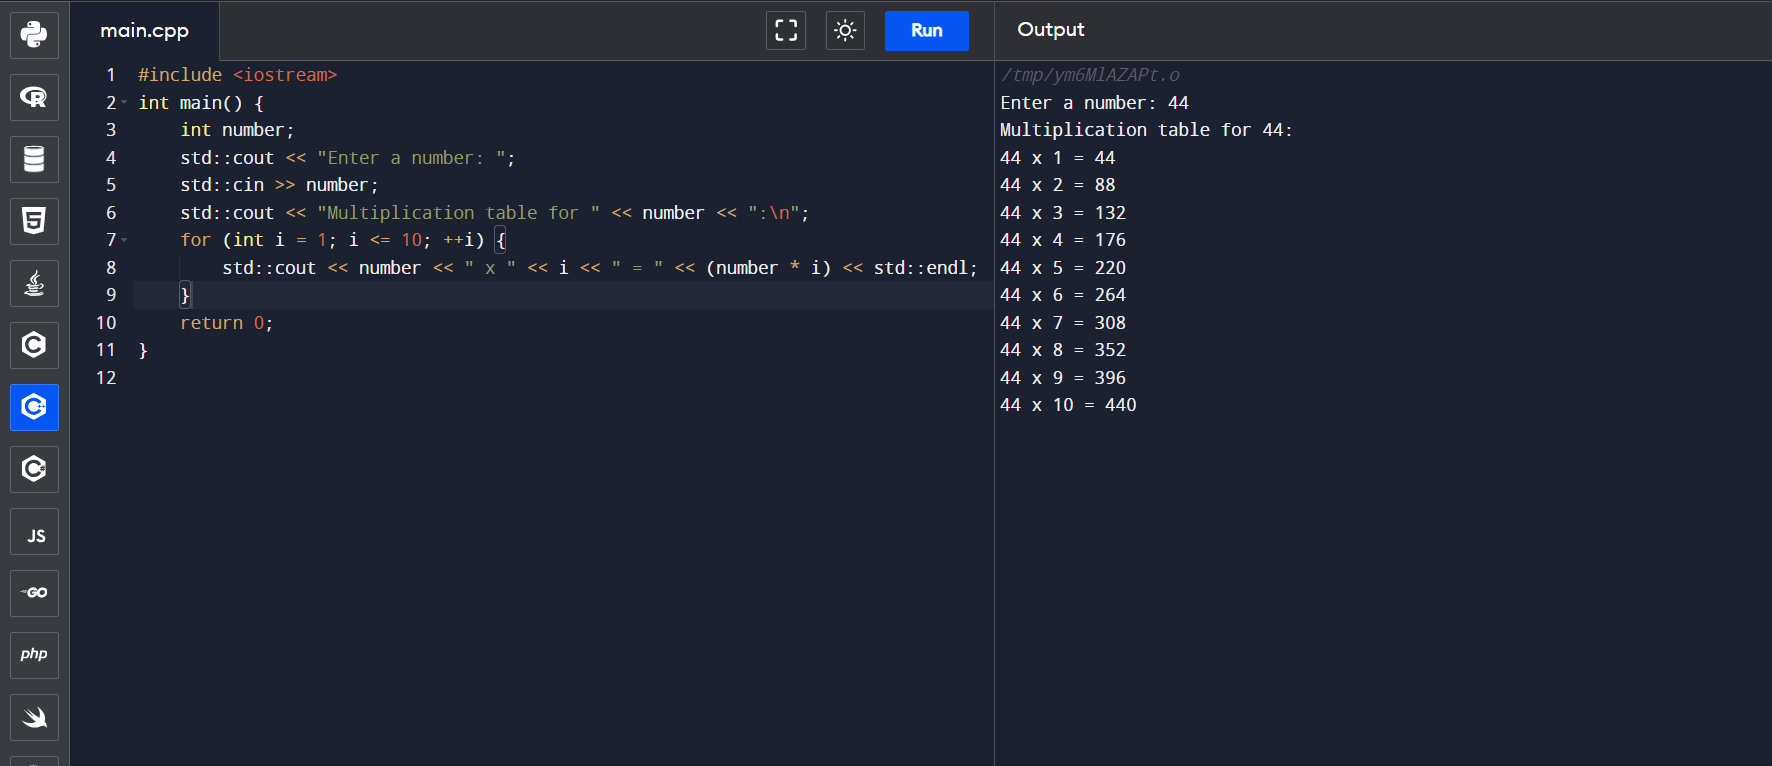 main.cpp
Run
Output
1 #include <iostream>
2 int main() {
3     int number;
4     std::cout << "Enter a number: ";
5     std::cin >> number;
6     std::cout << "Multiplication table for " << number << ":\n";
7     for (int i = 1; i <= 10; ++i) {
8         std::cout << number << " x " << i << " = " << (number * i) << std::endl;
9     }
10     return 0;
11 }
12
/tmp/ym6MlAZAPt.o
Enter a number: 44
Multiplication table for 44:
44 x 1 = 44
44 x 2 = 88
44 x 3 = 132
44 x 4 = 176
44 x 5 = 220
44 x 6 = 264
44 x 7 = 308
44 x 8 = 352
44 x 9 = 396
44 x 10 = 440
R
5
C
C++
C#
JS
GO
php